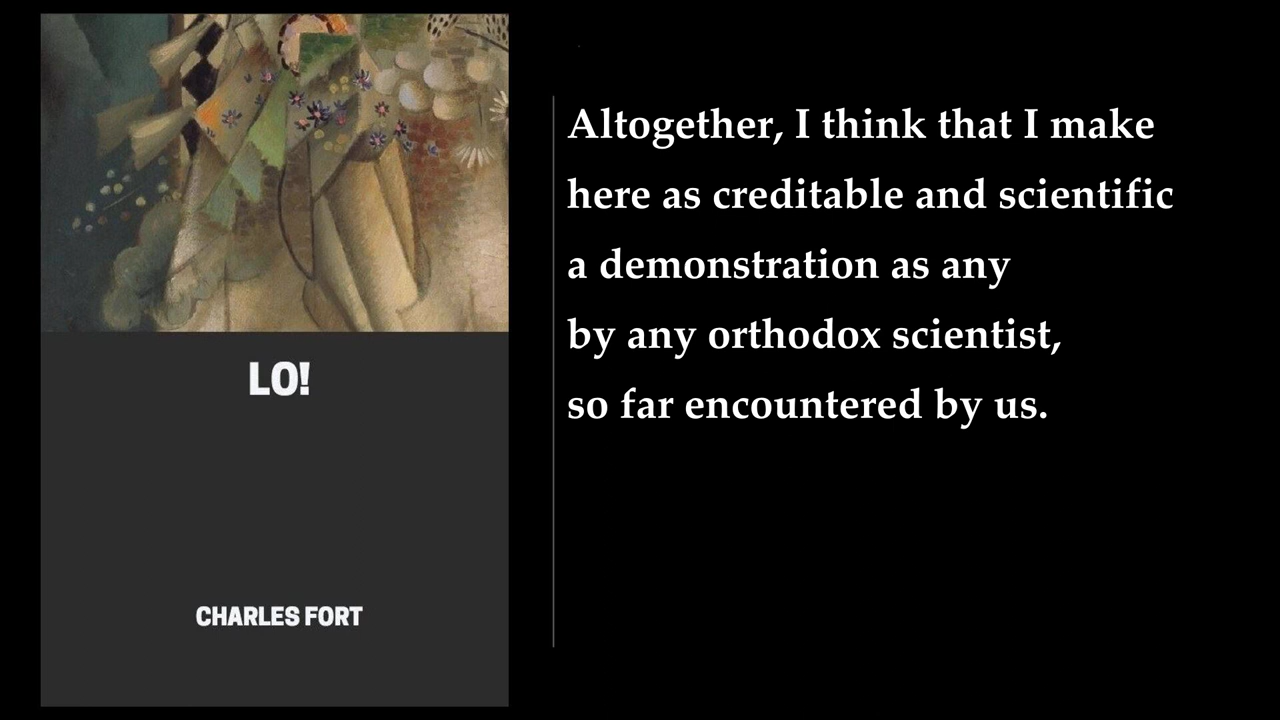 LO!
CHARLES FORT
Altogether, I think that I make
here as creditable and scientific
a demonstration as any
by any orthodox scientist,
so far encountered by us.